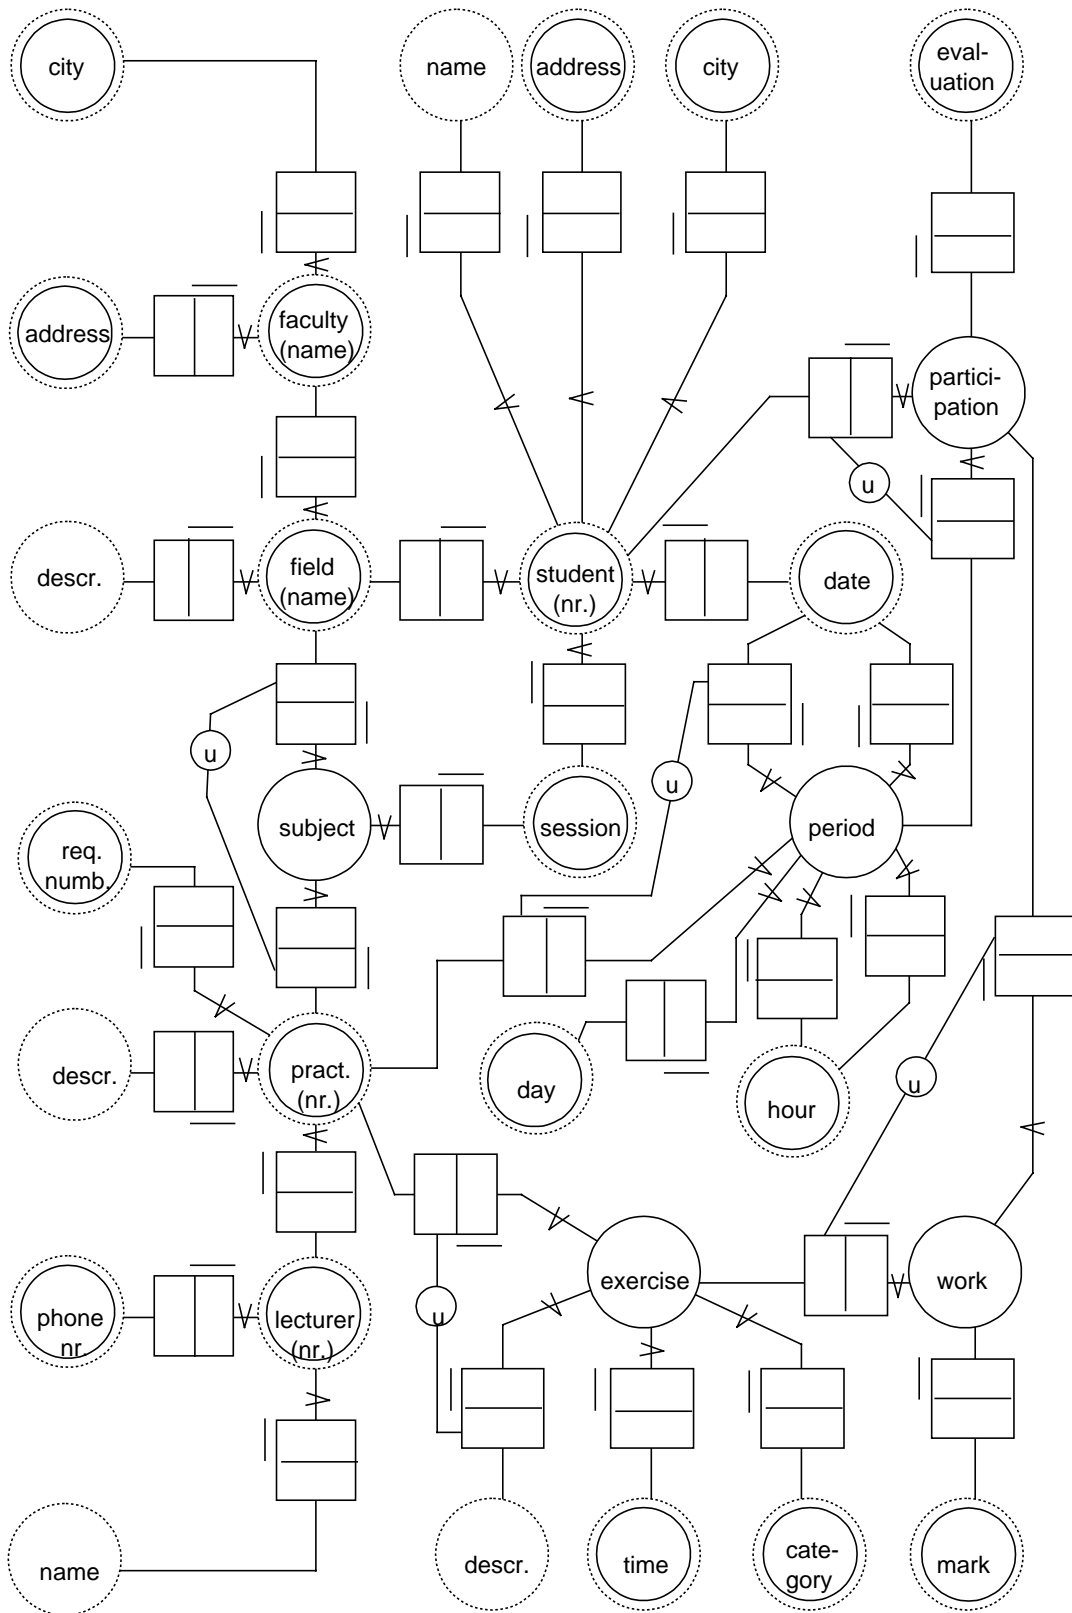 city
name
address
city
eval-
uation
address
faculty
(name)
partici-
pation
u
descr.
field
(name)
student
(nr.)
date
u
u
subject
session
period
req.
numb.
descr.
pract.
(nr.)
day
hour
u
phone
nr.
lecturer
(nr.)
u
exercise
work
name
descr.
time
cate-
gory
mark